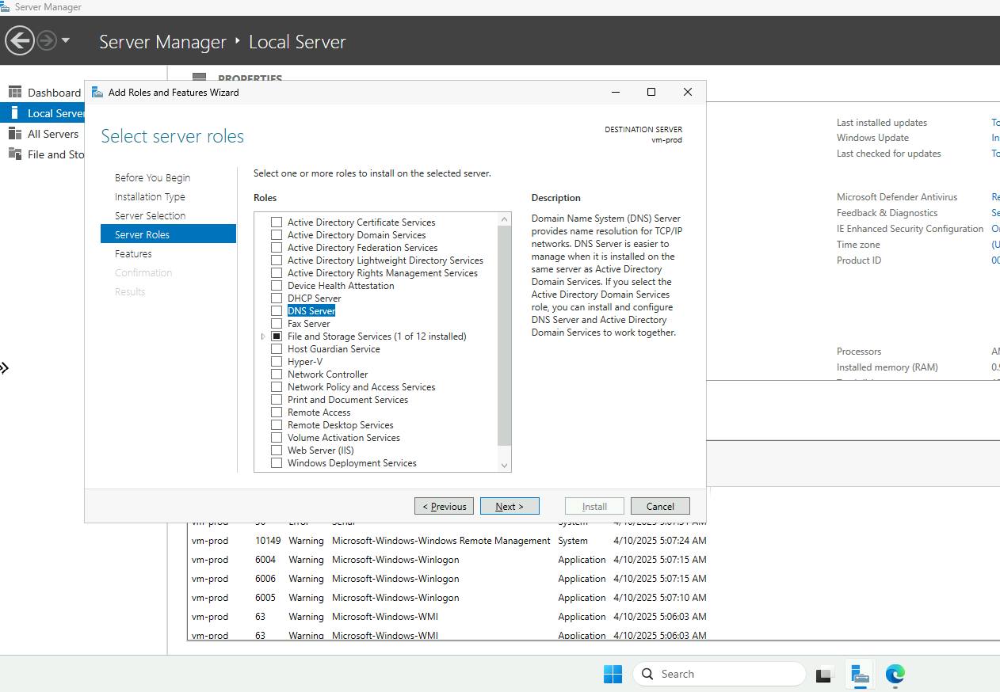 Server Manager
Server Manager ‣ Local Server
Dashboard
Local Server
All Servers
File and Sto
PROPERTIES
Add Roles and Features Wizard
Select server roles
DESTINATION SERVER
vm-prod
Before You Begin
Installation Type
Server Selection
Server Roles
Features
Confirmation
Results
Select one or more roles to install on the selected server.
Roles
Active Directory Certificate Services
Active Directory Domain Services
Active Directory Federation Services
Active Directory Lightweight Directory Services
Active Directory Rights Management Services
Device Health Attestation
DHCP Server
DNS Server
Fax Server
File and Storage Services (1 of 12 installed)
Host Guardian Service
Hyper-V
Network Controller
Network Policy and Access Services
Print and Document Services
Remote Access
Remote Desktop Services
Volume Activation Services
Web Server (IIS)
Windows Deployment Services
Description
Domain Name System (DNS) Server
provides name resolution for TCP/IP
networks. DNS Server is easier to
manage when it is installed on the
same server as Active Directory
Domain Services. If you select the
Active Directory Domain Services
role, you can install and configure
DNS Server and Active Directory
Domain Services to work together.
< Previous
Next >
Install
Cancel
Last installed updates
Windows Update
Last checked for updates
Microsoft Defender Antivirus
Feedback & Diagnostics
IE Enhanced Security Configuration
Time zone
Product ID
Processors
Installed memory (RAM)
vm-prod 10149 Warning Microsoft-Windows-Windows Remote Management System 4/10/2025 5:07:24 AM
vm-prod 6004 Warning Microsoft-Windows-Winlogon Application 4/10/2025 5:07:15 AM
vm-prod 6006 Warning Microsoft-Windows-Winlogon Application 4/10/2025 5:07:15 AM
vm-prod 6005 Warning Microsoft-Windows-Winlogon Application 4/10/2025 5:07:10 AM
vm-prod 63 Warning Microsoft-Windows-WMI Application 4/10/2025 5:06:03 AM
vm-prod 63 Warning Microsoft-Windows-WMI Application 4/10/2025 5:06:03 AM
Search